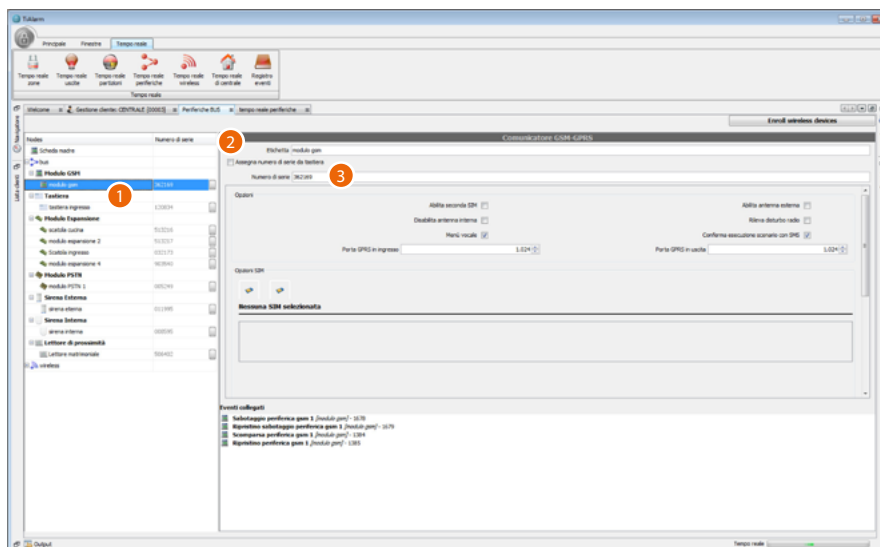 TiAlarm
Principale Finestre Tempo reale
Tempo reale zone
Tempo reale uscite
Tempo reale partizioni
Tempo reale periferiche
Tempo reale wireless
Tempo reale di centrale
Registro eventi
Tempo reale
Welcome Gestione cliente: CENTRALE [00003] Periferiche BUS tempo reale periferiche
Navigatore
Lista clienti
Enroll wireless devices
Nodes Numero di serie
Scheda madre
bus
Modulo GSM
modulo gsm 362169
Tastiera
tastiera ingresso
Modulo Espansione
scatola cucina
modulo espansione 2
Scatola ingresso
modulo espansione 4
Modulo PSTN
modulo PSTN 1
Sirena Esterna
sirena esterna
Sirena Interna
sirena interna
Lettore di prossimità
Lettore matrimoniale
wireless
1
2
3
Comunicatore GSM-GPRS
Etichetta modulo gsm
Assegna numero di serie da tastiera
Numero di serie 362169
Opzioni
Abilita seconda SIM Abilita antenna esterna
Disabilita antenna interna Rileva disturbo radio
Menù vocale Conferma esecuzione scenario con SMS
Porta GPRS in ingresso 1.024 Porta GPRS in uscita 1.024
Opzioni SIM
Nessuna SIM selezionata
Eventi collegati
Sabotaggio periferica gsm 1 [modulo gsm] - 1678
Ripristino sabotaggio periferica gsm 1 [modulo gsm] - 1679
Scomparsa periferica gsm 1 [modulo gsm] - 1384
Ripristino periferica gsm 1 [modulo gsm] - 1385
Output Tempo reale